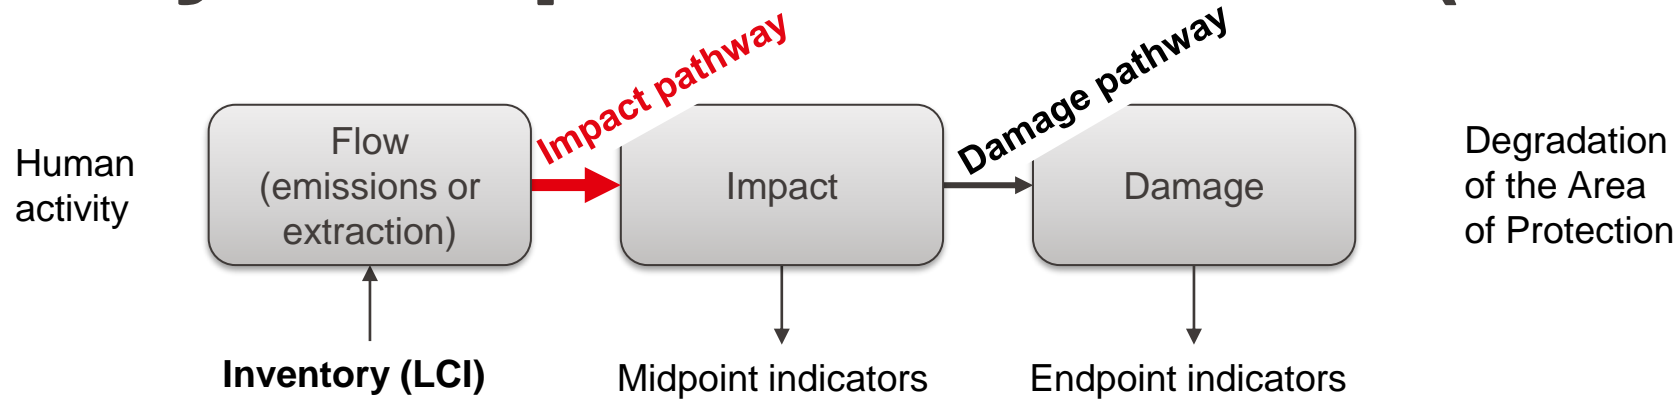 Impact pathway
Damage pathway
Human
activity
Flow
(emissions or
extraction)
Impact
Damage
Degradation
of the Area
of Protection
Inventory (LCI)
Midpoint indicators
Endpoint indicators